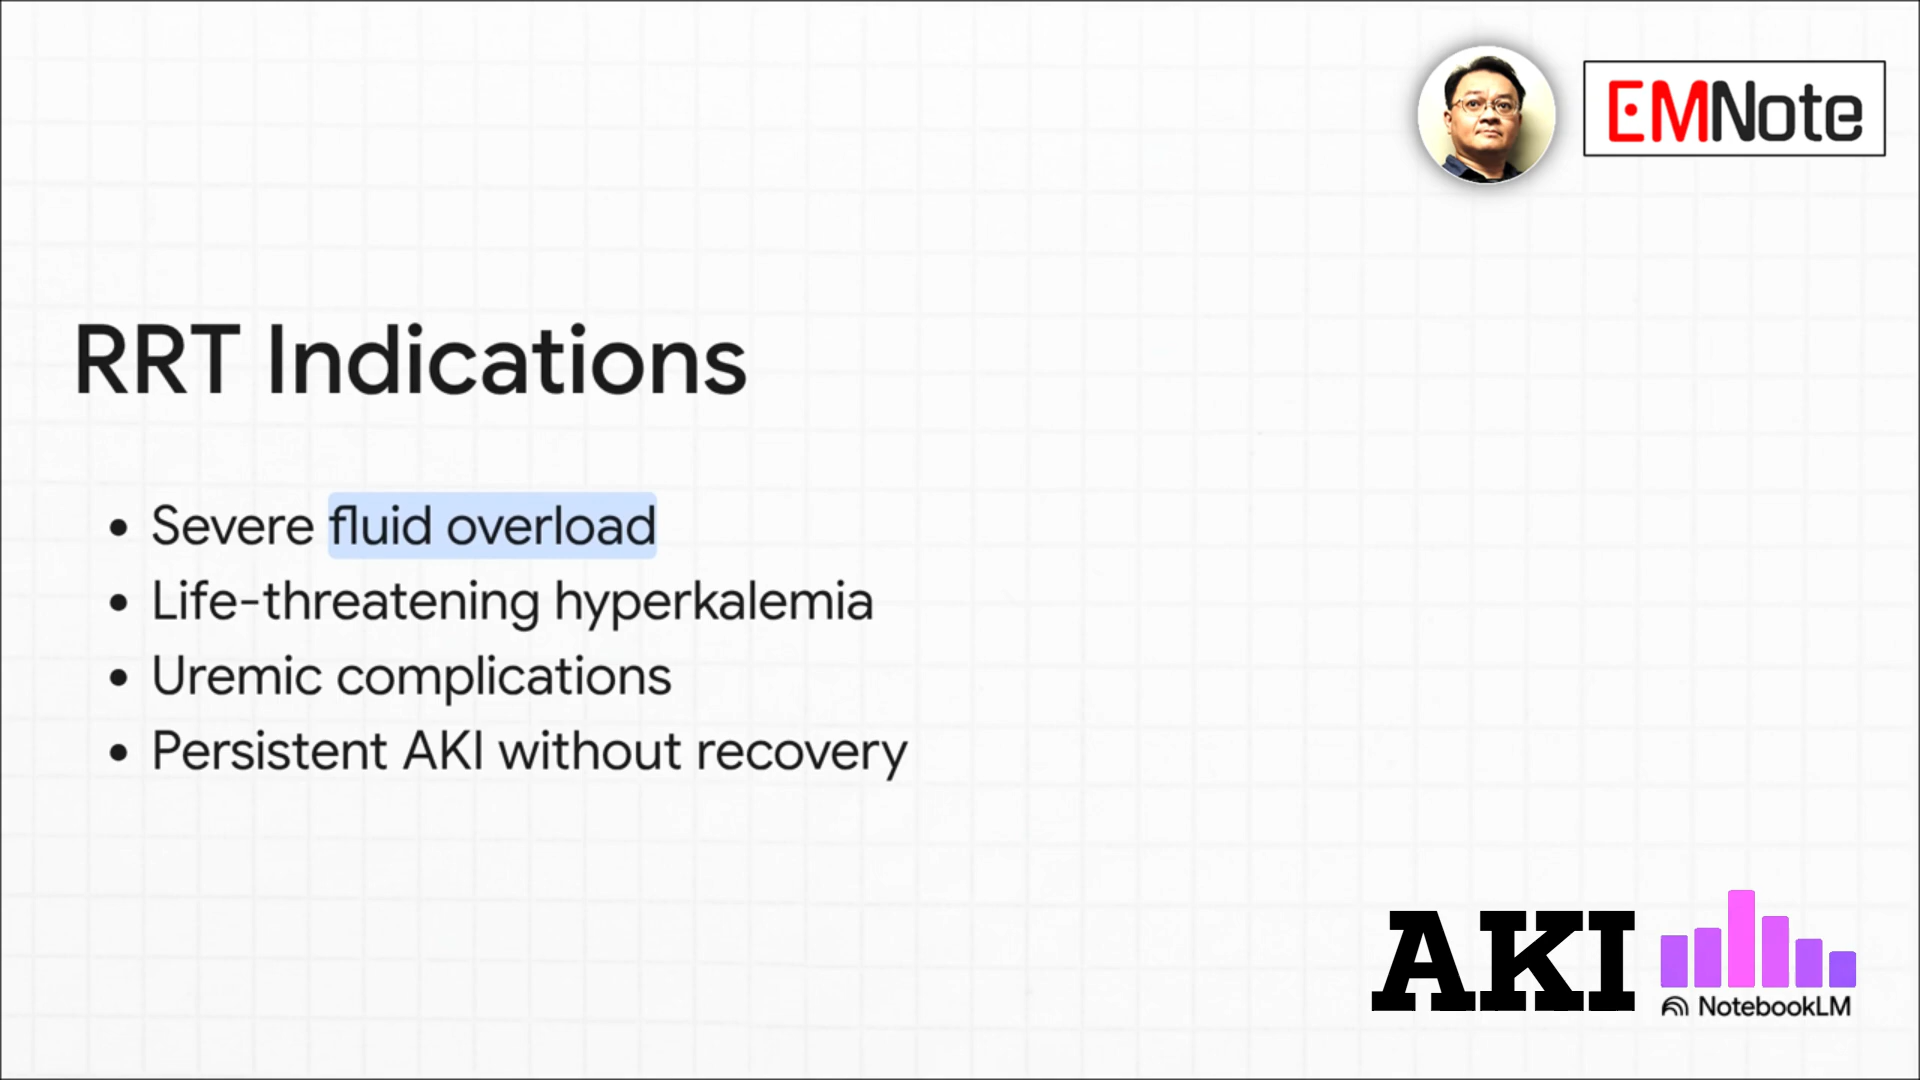 EMNote
RRT Indications
• Severe fluid overload
• Life-threatening hyperkalemia
• Uremic complications
• Persistent AKI without recovery
AKI
NotebookLM